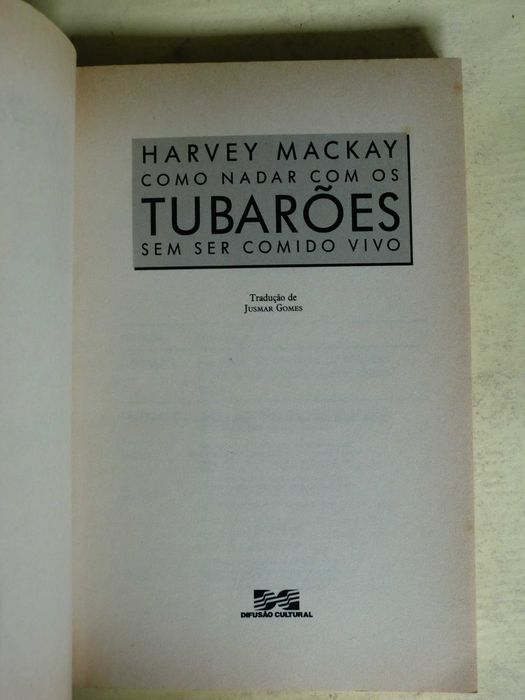 HARVEY MACKAY
COMO NADAR COM OS
TUBARÕES
SEM SER COMIDO VIVO
Tradução de
JUSMAR GOMES
DIFUSÃO CULTURAL